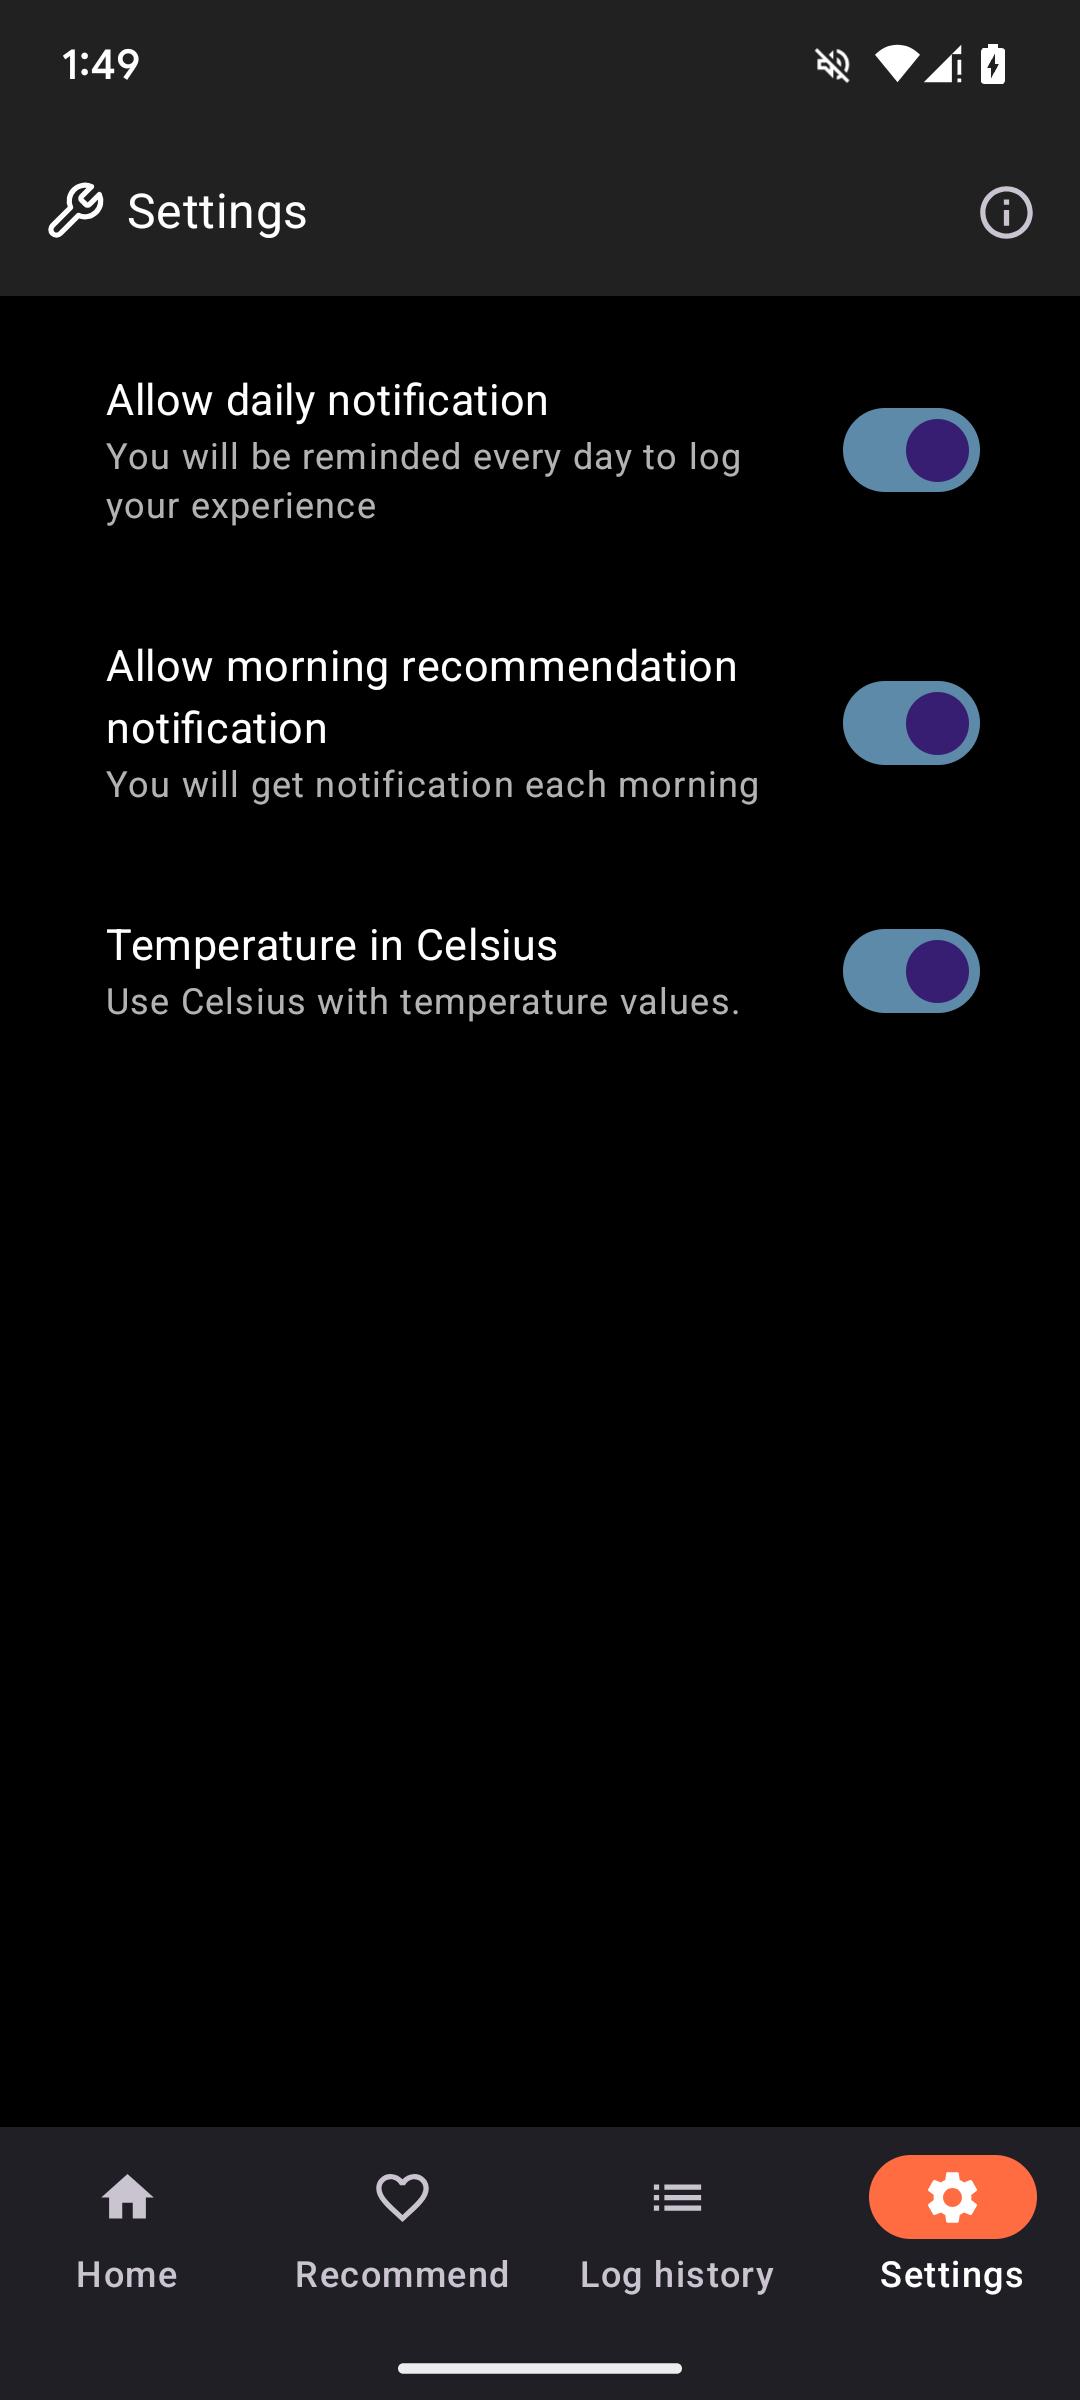 1:49
Settings
Allow daily notification
You will be reminded every day to log
your experience
Allow morning recommendation
notification
You will get notification each morning
Temperature in Celsius
Use Celsius with temperature values.
Home
Recommend
Log history
Settings